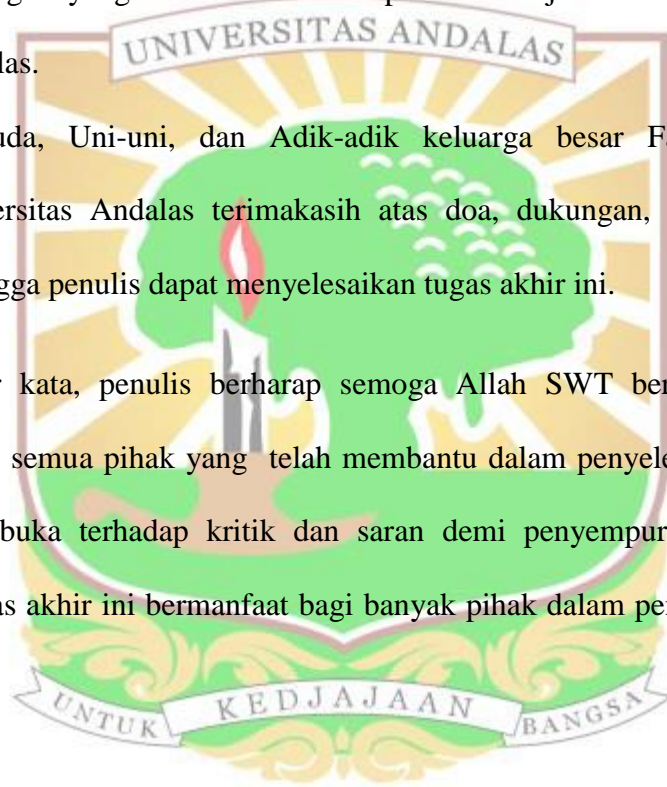 UNIVERSITAS ANDALAS
las.
uda, Uni-uni, dan Adik-adik keluarga besar F
ersitas Andalas terimakasih atas doa, dukungan,
gga penulis dapat menyelesaikan tugas akhir ini.
kata, penulis berharap semoga Allah SWT ber
semua pihak yang telah membantu dalam penyele
buka terhadap kritik dan saran demi penyempur
as akhir ini bermanfaat bagi banyak pihak dalam pe
UNTUK KEDJAJAAN BANGSA